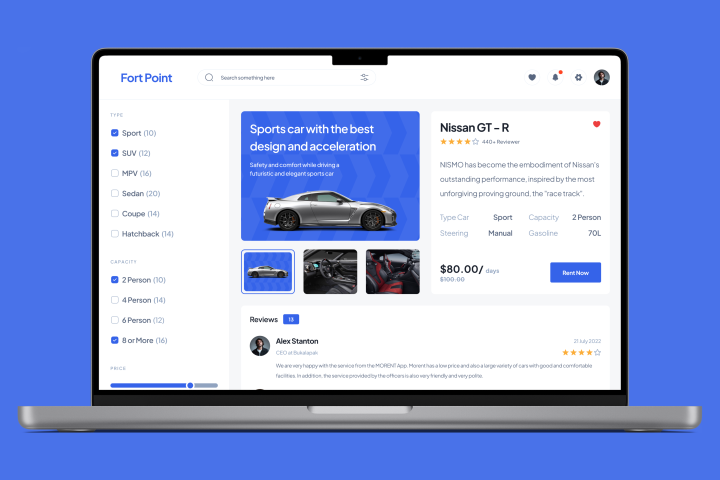 Fort Point
Search something here
TYPE
Sport (10)
SUV (12)
MPV (16)
Sedan (20)
Coupe (14)
Hatchback (14)
CAPACITY
2 Person (10)
4 Person (14)
6 Person (12)
8 or More (16)
PRICE
Sports car with the best
design and acceleration
Safety and comfort while driving a
futuristic and elegant sports car
Nissan GT - R
440+ Reviewer
NISMO has become the embodiment of Nissan's
outstanding performance, inspired by the most
unforgiving proving ground, the "race track".
Type Car Sport Capacity 2 Person
Steering Manual Gasoline 70L
$80.00/ days
$100.00
Rent Now
Reviews 13
Alex Stanton 21 July 2022
CEO at Bukalapak
We are very happy with the service from the MORENT App. Morent has a low price and also a large variety of cars with good and comfortable
facilities. In addition, the service provided by the officers is also very friendly and very polite.